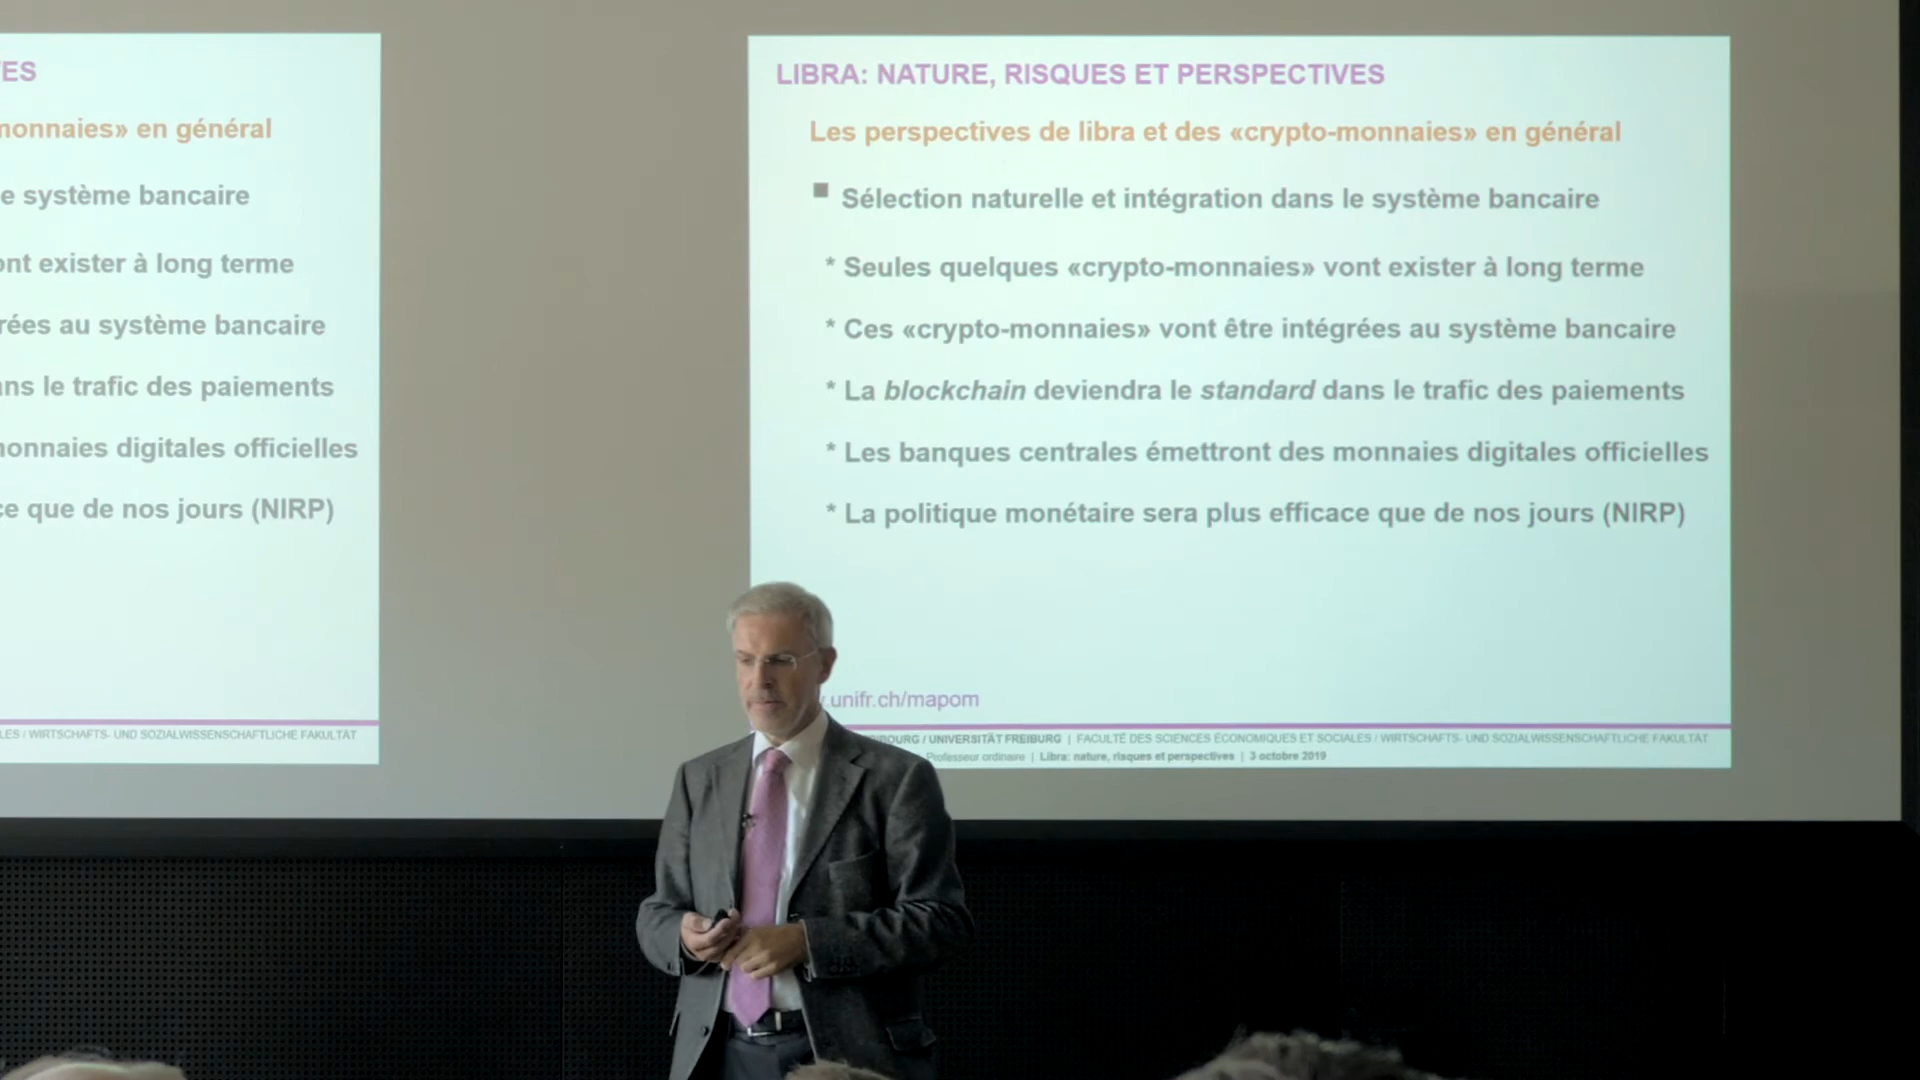 ES
monnaies» en général
e système bancaire
ont exister à long terme
rées au système bancaire
ns le trafic des paiements
monnaies digitales officielles
ce que de nos jours (NIRP)
LES / WIRTSCHAFTS- UND SOZIALWISSENSCHAFTLICHE FAKULTÄT
LIBRA: NATURE, RISQUES ET PERSPECTIVES
Les perspectives de libra et des «crypto-monnaies» en général
▪ Sélection naturelle et intégration dans le système bancaire
* Seules quelques «crypto-monnaies» vont exister à long terme
* Ces «crypto-monnaies» vont être intégrées au système bancaire
* La blockchain deviendra le standard dans le trafic des paiements
* Les banques centrales émettront des monnaies digitales officielles
* La politique monétaire sera plus efficace que de nos jours (NIRP)
.unifr.ch/mapom
IBOURG / UNIVERSITÄT FREIBURG | FACULTÉ DES SCIENCES ÉCONOMIQUES ET SOCIALES / WIRTSCHAFTS- UND SOZIALWISSENSCHAFTLICHE FAKULTÄT
Professeur ordinaire | Libra: nature, risques et perspectives | 3 octobre 2019